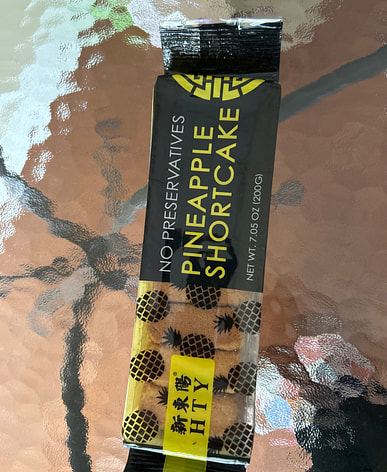 NO PRESERVATIVES
PINEAPPLE
SHORTCAKE
NET WT. 7.05 OZ (200G)
新東陽®
HTY